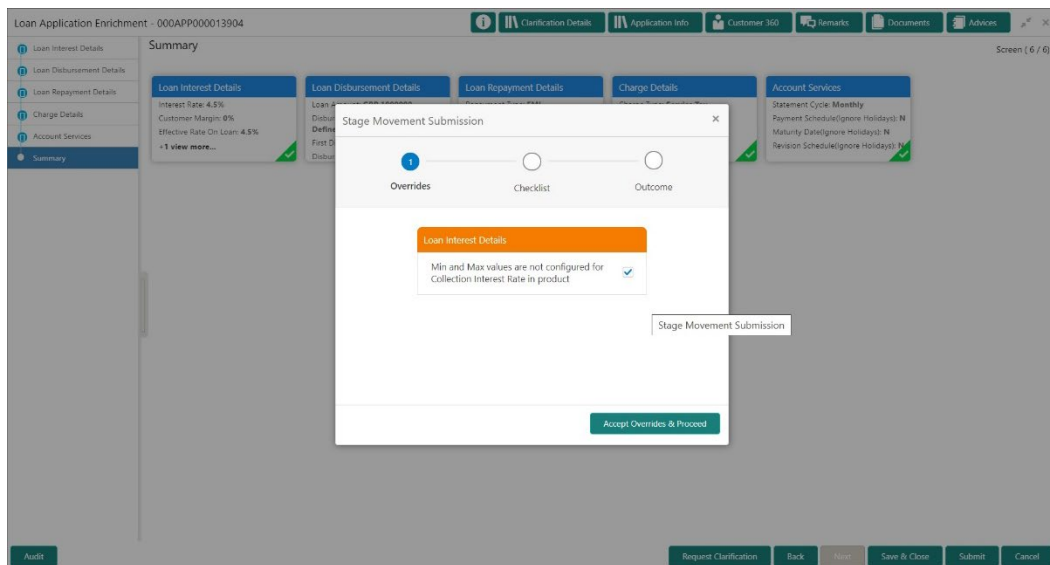 Loan Application Enrichment - 000APP000013904
Clarification Details
Application Info
Customer 360
Remarks
Documents
Advices
Loan Interest Details
Loan Disbursement Details
Loan Repayment Details
Charge Details
Account Services
Summary
Summary
Screen ( 6 / 6)
Loan Interest Details
Interest Rate: 4.5%
Customer Margin: 0%
Effective Rate On Loan: 4.5%
+1 view more...
Loan Disbursement Details
Loan A
Disbur
Define
First D
Disbur
Loan Repayment Details
Charge Details
Account Services
Statement Cycle: Monthly
Payment Schedule(Ignore Holidays): N
Maturity Date(Ignore Holidays): N
Revision Schedule(Ignore Holidays): N
Stage Movement Submission
1
Overrides
Checklist
Outcome
Loan Interest Details
Min and Max values are not configured for
Collection Interest Rate in product
Stage Movement Submission
Accept Overrides & Proceed
Audit
Request Clarification
Back
Next
Save & Close
Submit
Cancel